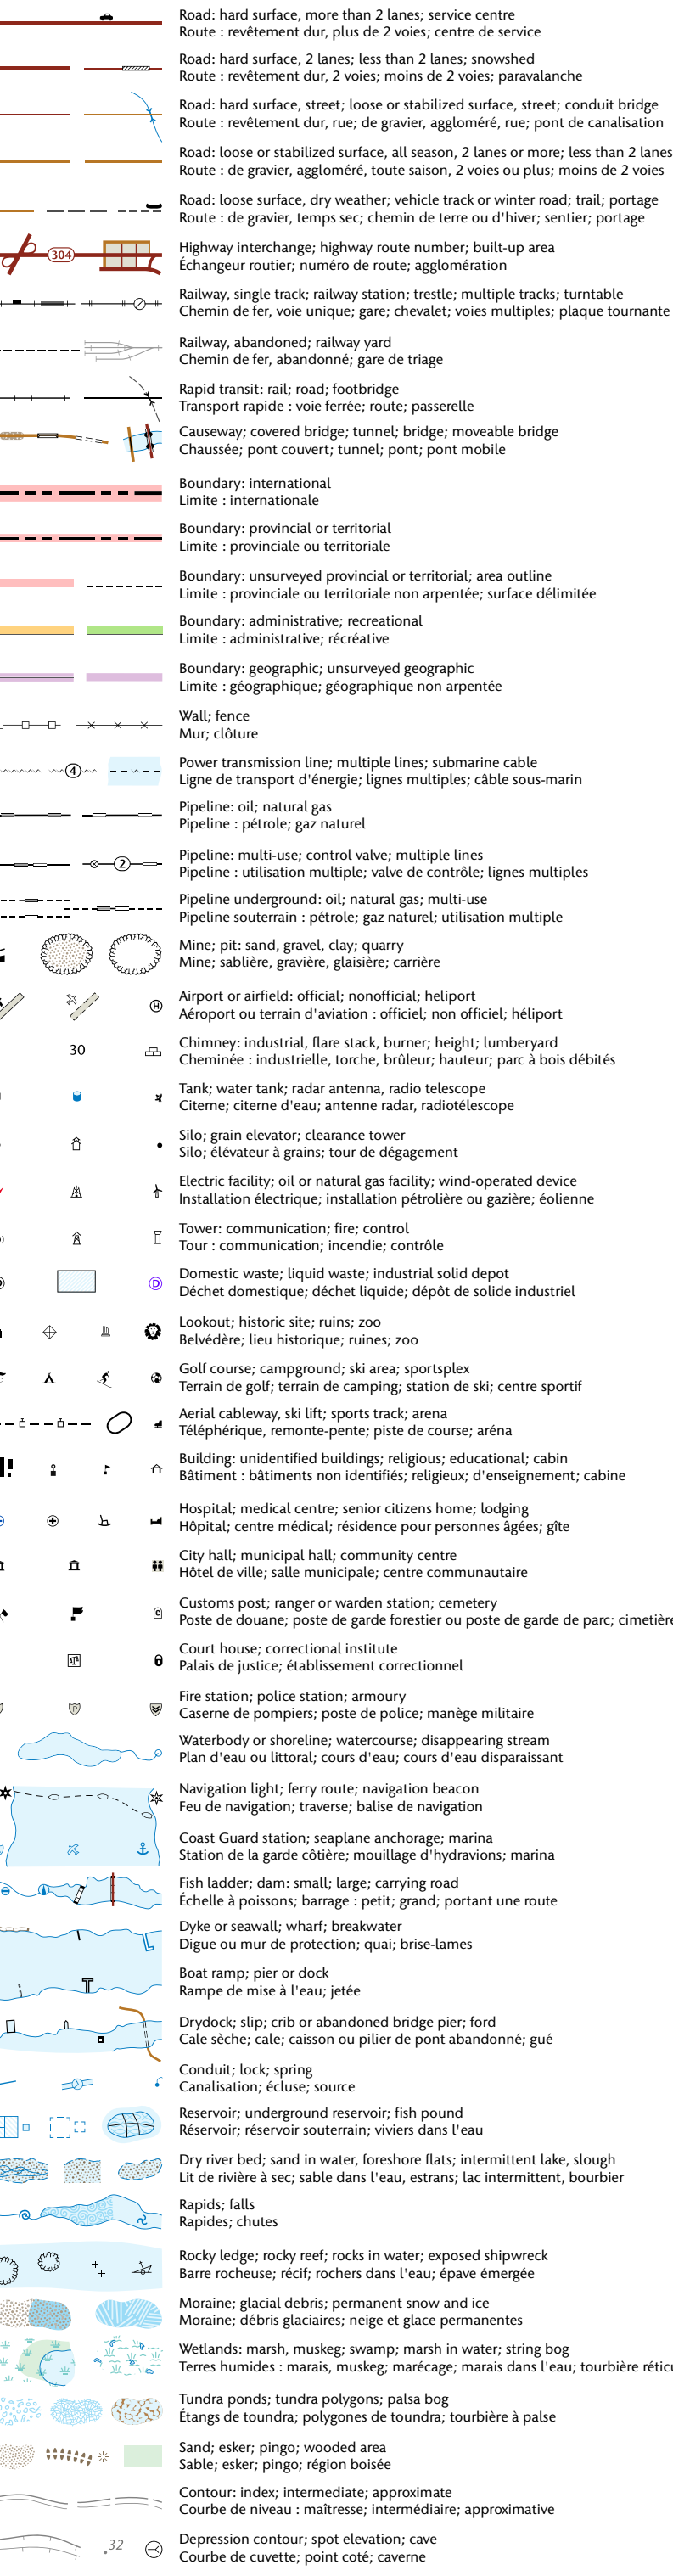 Road: hard surface, more than 2 lanes; service centre
Route : revêtement dur, plus de 2 voies; centre de service
Road: hard surface, 2 lanes; less than 2 lanes; snowshed
Route : revêtement dur, 2 voies; moins de 2 voies; paravalanche
Road: hard surface, street; loose or stabilized surface, street; conduit bridge
Route : revêtement dur, rue; de gravier, aggloméré, rue; pont de canalisation
Road: loose or stabilized surface, all season, 2 lanes or more; less than 2 lanes
Route : de gravier, aggloméré, toute saison, 2 voies ou plus; moins de 2 voies
Road: loose surface, dry weather; vehicle track or winter road; trail; portage
Route : de gravier, temps sec; chemin de terre ou d'hiver; sentier; portage
304
Highway interchange; highway route number; built-up area
Échangeur routier; numéro de route; agglomération
Railway, single track; railway station; trestle; multiple tracks; turntable
Chemin de fer, voie unique; gare; chevalet; voies multiples; plaque tournante
Railway, abandoned; railway yard
Chemin de fer, abandonné; gare de triage
Rapid transit: rail; road; footbridge
Transport rapide : voie ferrée; route; passerelle
Causeway; covered bridge; tunnel; bridge; moveable bridge
Chaussée; pont couvert; tunnel; pont; pont mobile
Boundary: international
Limite : internationale
Boundary: provincial or territorial
Limite : provinciale ou territoriale
Boundary: unsurveyed provincial or territorial; area outline
Limite : provinciale ou territoriale non arpentée; surface délimitée
Boundary: administrative; recreational
Limite : administrative; récréative
Boundary: geographic; unsurveyed geographic
Limite : géographique; géographique non arpentée
Wall; fence
Mur; clôture
4
Power transmission line; multiple lines; submarine cable
Ligne de transport d'énergie; lignes multiples; câble sous-marin
Pipeline: oil; natural gas
Pipeline : pétrole; gaz naturel
2
Pipeline: multi-use; control valve; multiple lines
Pipeline : utilisation multiple; valve de contrôle; lignes multiples
Pipeline underground: oil; natural gas; multi-use
Pipeline souterrain : pétrole; gaz naturel; utilisation multiple
Mine; pit: sand, gravel, clay; quarry
Mine; sablière, gravière, glaisière; carrière
H
Airport or airfield: official; nonofficial; heliport
Aéroport ou terrain d'aviation : officiel; non officiel; héliport
30
Chimney: industrial, flare stack, burner; height; lumberyard
Cheminée : industrielle, torche, brûleur; hauteur; parc à bois débités
Tank; water tank; radar antenna, radio telescope
Citerne; citerne d'eau; antenne radar, radiotélescope
Silo; grain elevator; clearance tower
Silo; élévateur à grains; tour de dégagement
Electric facility; oil or natural gas facility; wind-operated device
Installation électrique; installation pétrolière ou gazière; éolienne
Tower: communication; fire; control
Tour : communication; incendie; contrôle
D
Domestic waste; liquid waste; industrial solid depot
Déchet domestique; déchet liquide; dépôt de solide industriel
Lookout; historic site; ruins; zoo
Belvédère; lieu historique; ruines; zoo
Golf course; campground; ski area; sportsplex
Terrain de golf; terrain de camping; station de ski; centre sportif
Aerial cableway, ski lift; sports track; arena
Téléphérique, remonte-pente; piste de course; aréna
Building: unidentified buildings; religious; educational; cabin
Bâtiment : bâtiments non identifiés; religieux; d'enseignement; cabine
Hospital; medical centre; senior citizens home; lodging
Hôpital; centre médical; résidence pour personnes âgées; gîte
City hall; municipal hall; community centre
Hôtel de ville; salle municipale; centre communautaire
C
Customs post; ranger or warden station; cemetery
Poste de douane; poste de garde forestier ou poste de garde de parc; cimetière
Court house; correctional institute
Palais de justice; établissement correctionnel
P
Fire station; police station; armoury
Caserne de pompiers; poste de police; manège militaire
Waterbody or shoreline; watercourse; disappearing stream
Plan d'eau ou littoral; cours d'eau; cours d'eau disparaissant
Navigation light; ferry route; navigation beacon
Feu de navigation; traverse; balise de navigation
Coast Guard station; seaplane anchorage; marina
Station de la garde côtière; mouillage d'hydravions; marina
Fish ladder; dam: small; large; carrying road
Échelle à poissons; barrage : petit; grand; portant une route
Dyke or seawall; wharf; breakwater
Digue ou mur de protection; quai; brise-lames
Boat ramp; pier or dock
Rampe de mise à l'eau; jetée
Drydock; slip; crib or abandoned bridge pier; ford
Cale sèche; cale; caisson ou pilier de pont abandonné; gué
Conduit; lock; spring
Canalisation; écluse; source
Reservoir; underground reservoir; fish pound
Réservoir; réservoir souterrain; viviers dans l'eau
Dry river bed; sand in water, foreshore flats; intermittent lake, slough
Lit de rivière à sec; sable dans l'eau, estrans; lac intermittent, bourbier
Rapids; falls
Rapides; chutes
Rocky ledge; rocky reef; rocks in water; exposed shipwreck
Barre rocheuse; récif; rochers dans l'eau; épave émergée
Moraine; glacial debris; permanent snow and ice
Moraine; débris glaciaires; neige et glace permanentes
Wetlands: marsh, muskeg; swamp; marsh in water; string bog
Terres humides : marais, muskeg; marécage; marais dans l'eau; tourbière réticu
Tundra ponds; tundra polygons; palsa bog
Étangs de toundra; polygones de toundra; tourbière à palse
Sand; esker; pingo; wooded area
Sable; esker; pingo; région boisée
Contour: index; intermediate; approximate
Courbe de niveau : maîtresse; intermédiaire; approximative
.32
Depression contour; spot elevation; cave
Courbe de cuvette; point coté; caverne